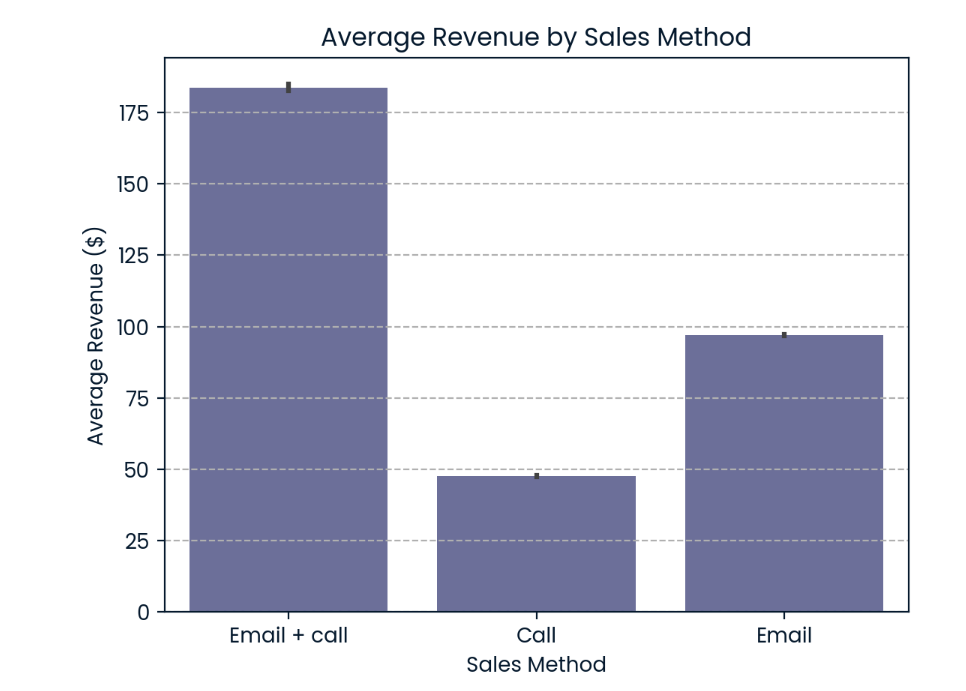 Average Revenue by Sales Method
Average Revenue ($)
175
150
125
100
75
50
25
0
Email + call
Call
Email
Sales Method